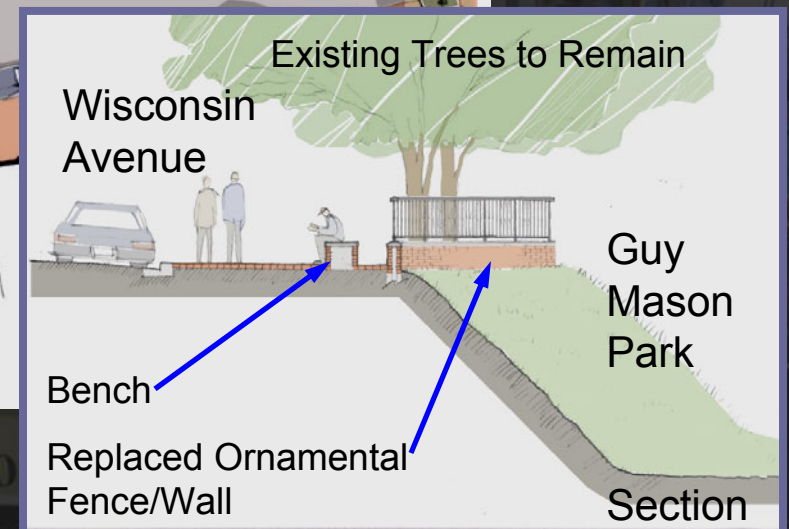 Existing Trees to Remain
Wisconsin
Avenue
Guy
Mason
Park
Bench
Replaced Ornamental
Fence/Wall
Section